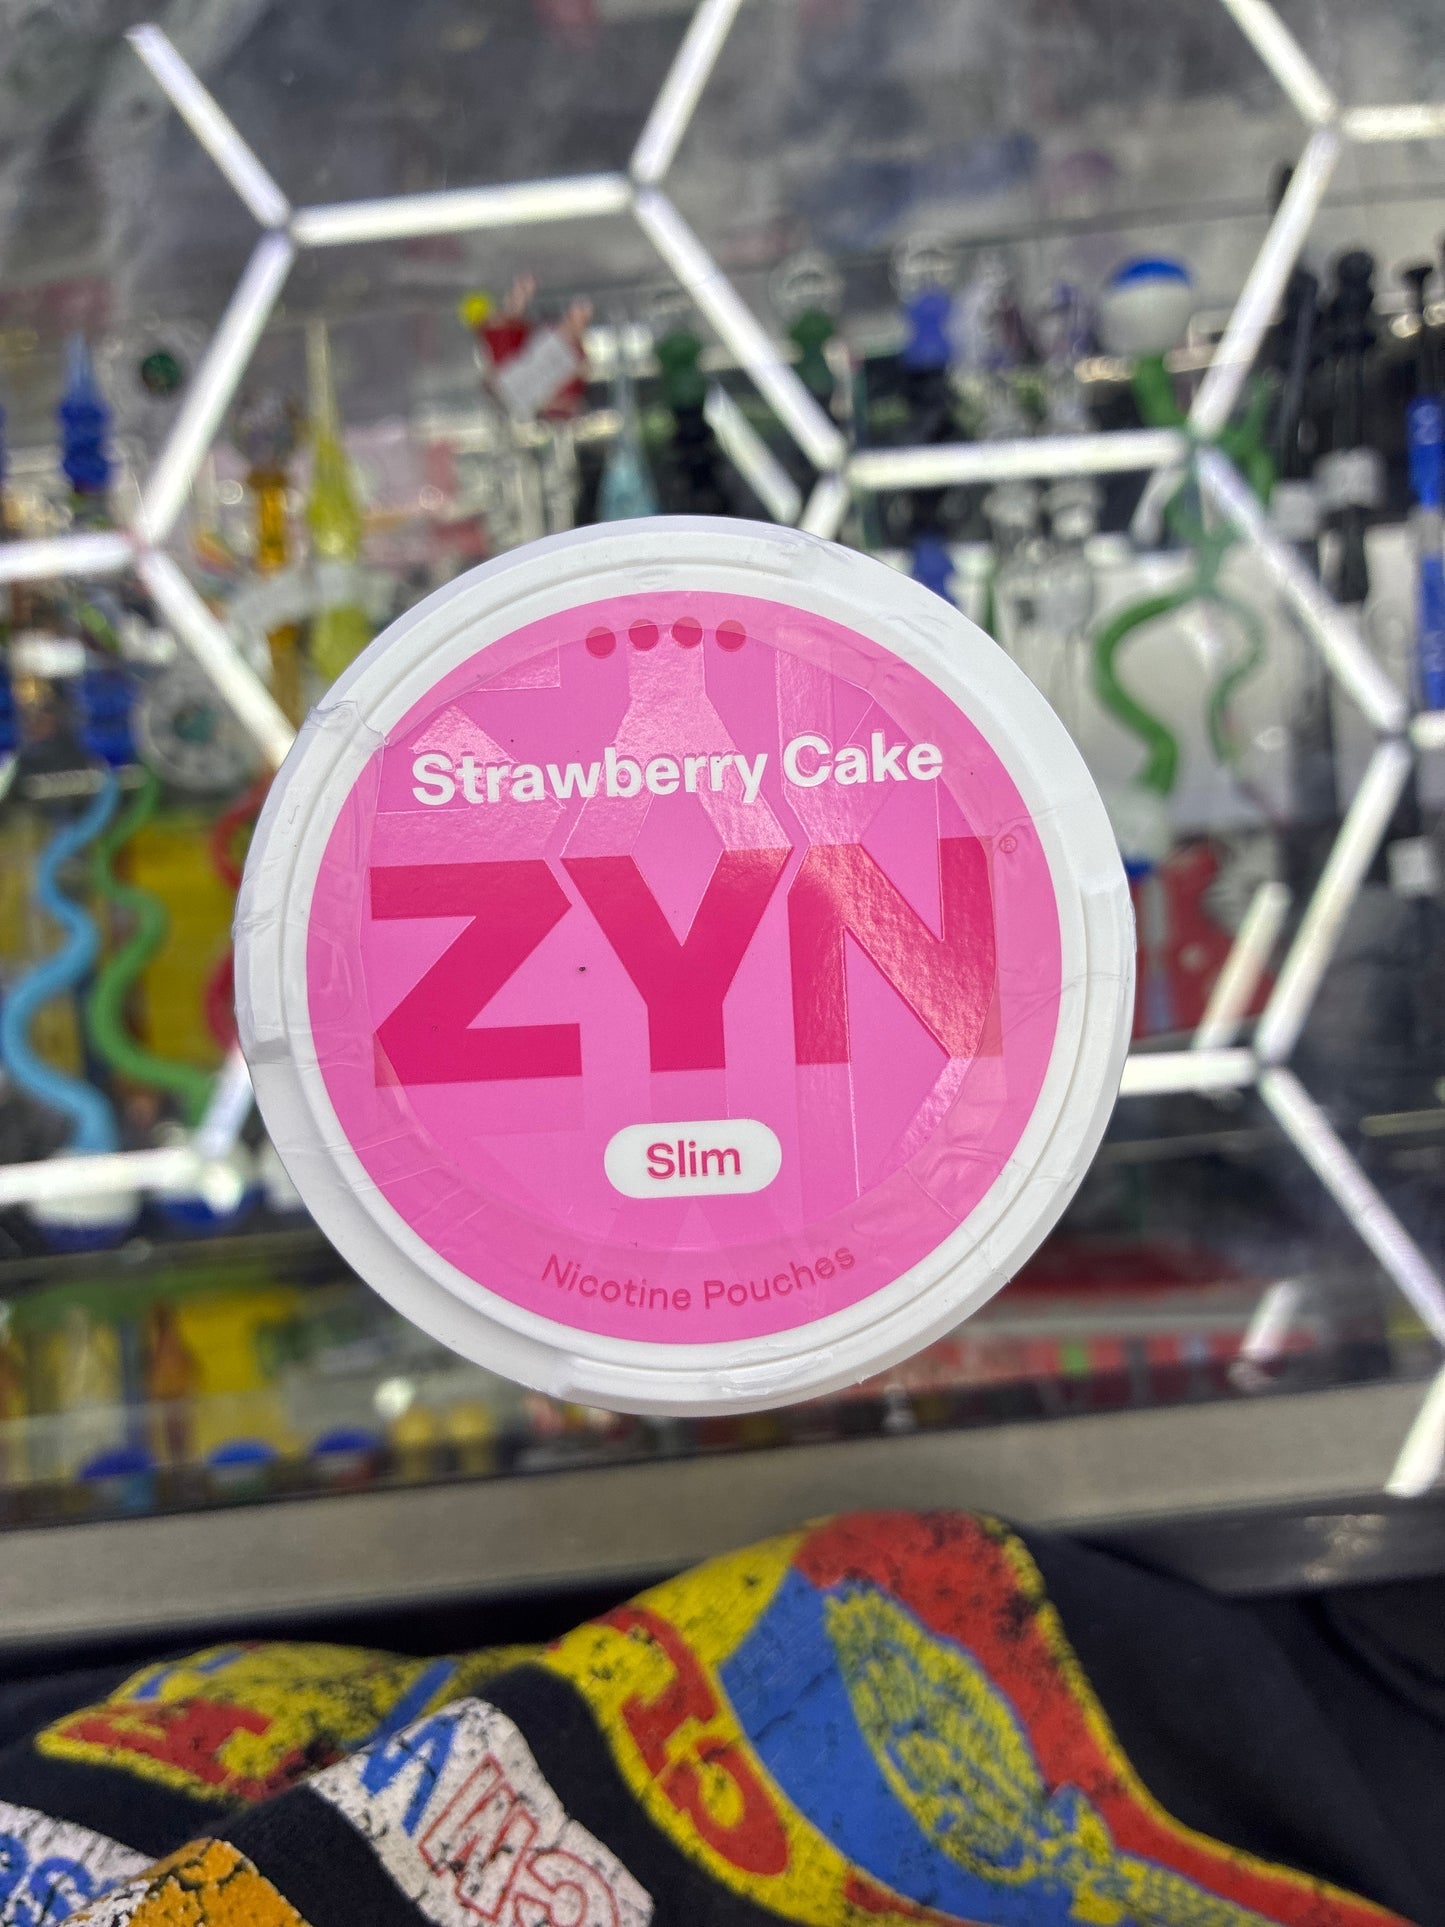 Strawberry Cake
ZYN®
Slim
Nicotine Pouches